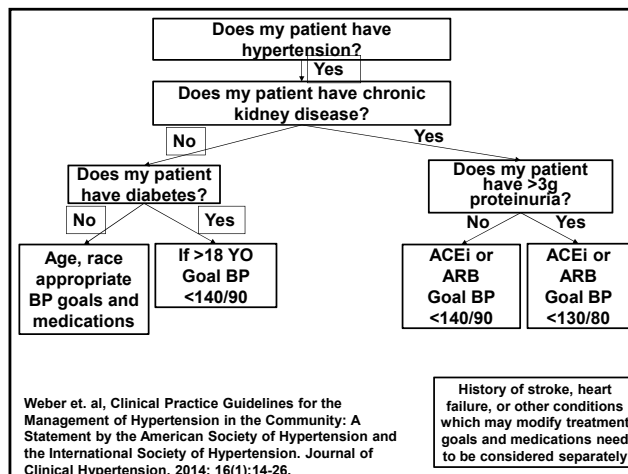 Does my patient have
hypertension?
Yes
Does my patient have chronic
kidney disease?
No
Yes
Does my patient
have diabetes?
Does my patient
have >3g
proteinuria?
No
Yes
No
Yes
Age, race
appropriate
BP goals and
medications
If >18 YO
Goal BP
<140/90
ACEi or
ARB
Goal BP
<140/90
ACEi or
ARB
Goal BP
<130/80
Weber et. al, Clinical Practice Guidelines for the
Management of Hypertension in the Community: A
Statement by the American Society of Hypertension and
the International Society of Hypertension. Journal of
Clinical Hypertension. 2014; 16(1):14-26.
History of stroke, heart
failure, or other conditions
which may modify treatment
goals and medications need
to be considered separately